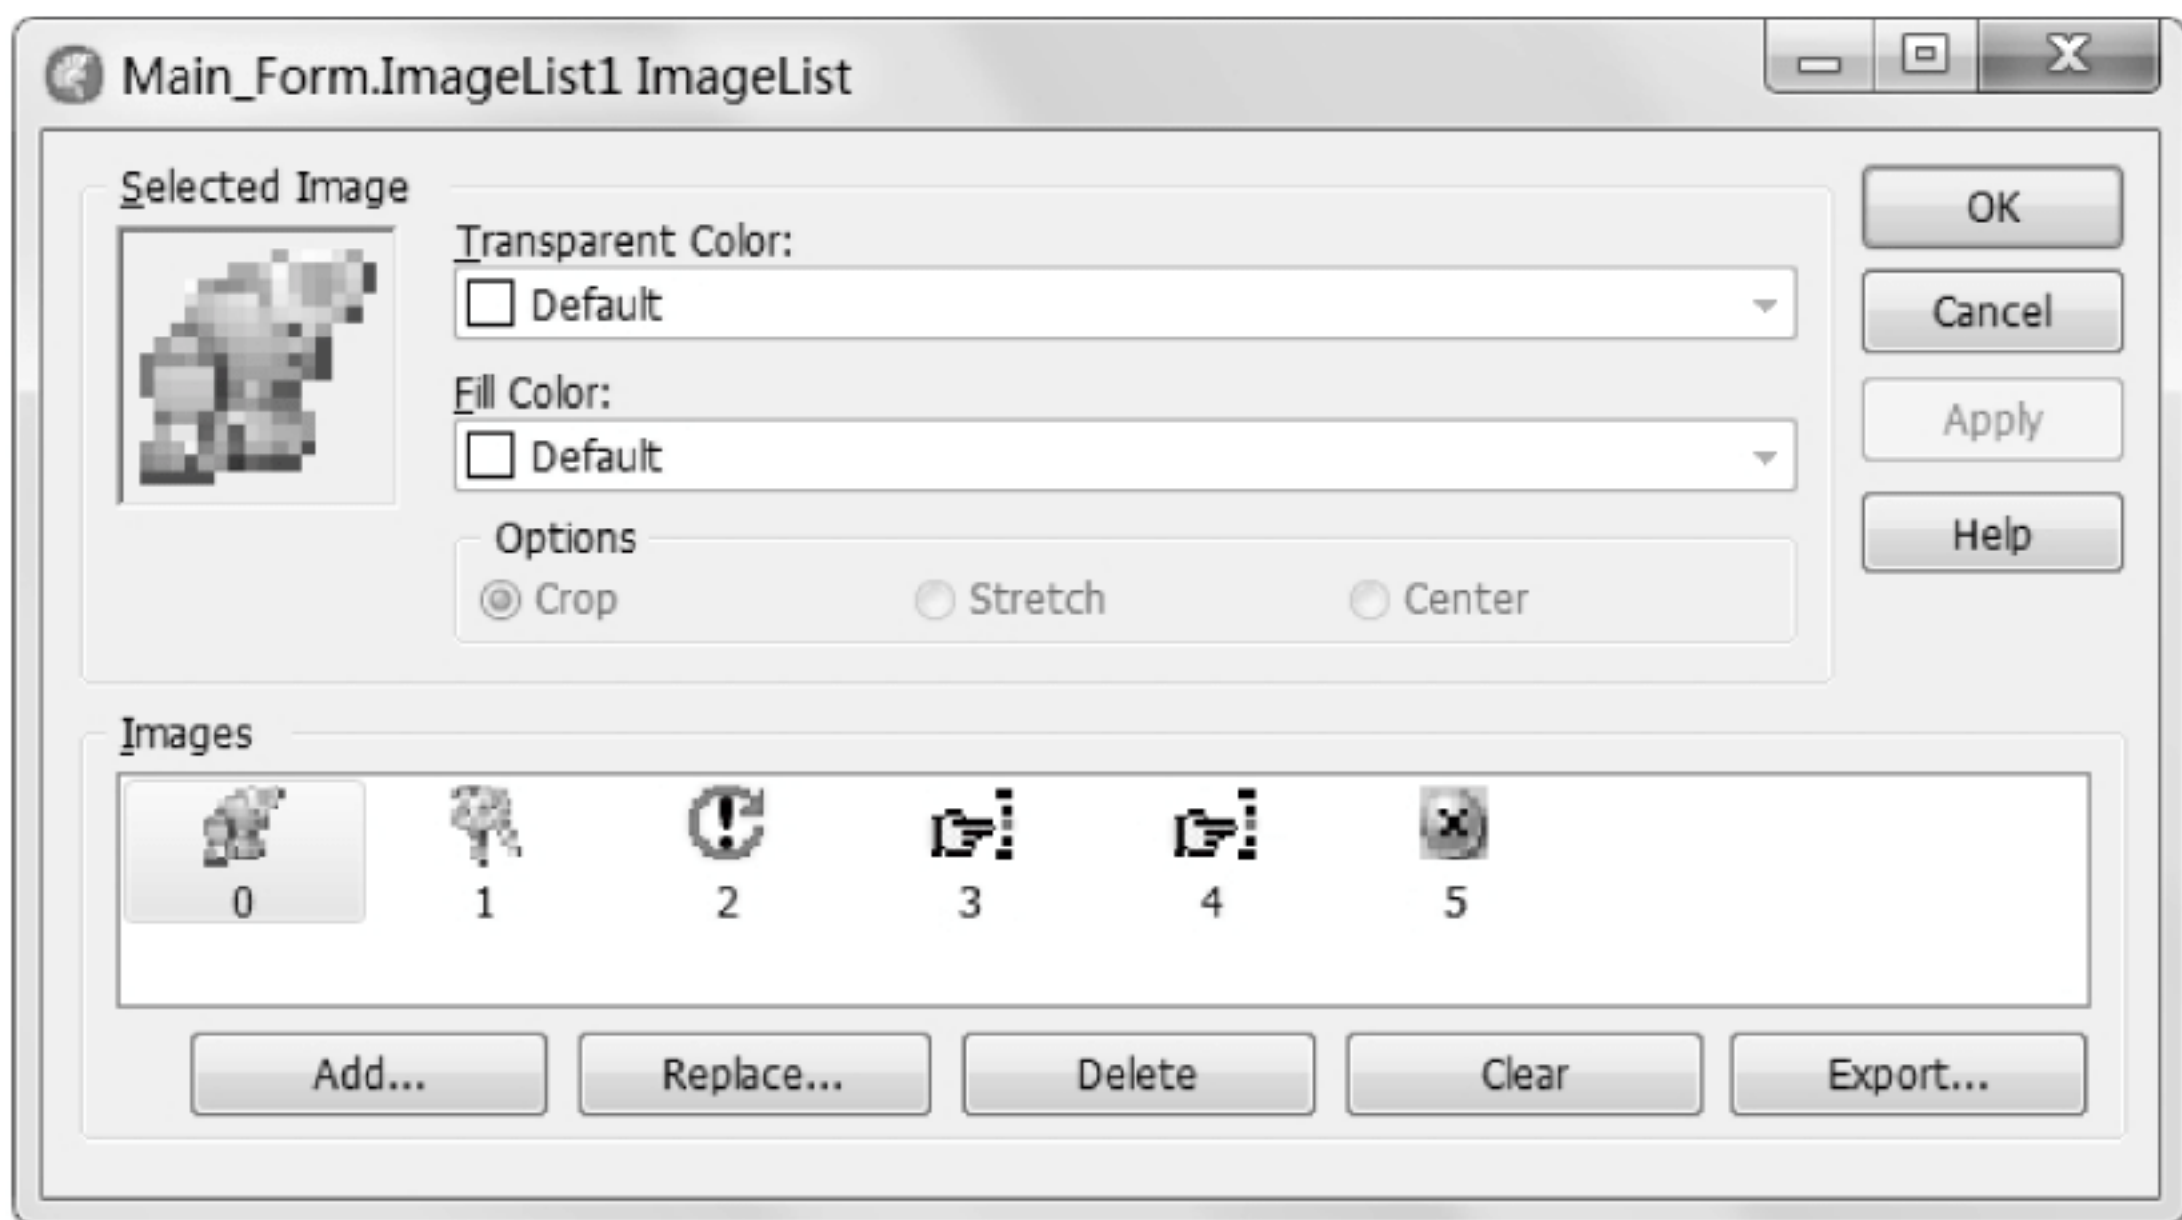 Main_Form.ImageList1 ImageList
Selected Image
Transparent Color:
Default
Fill Color:
Default
Options
Crop Stretch Center
OK
Cancel
Apply
Help
Images
0 1 2 3 4 5
Add... Replace... Delete Clear Export...